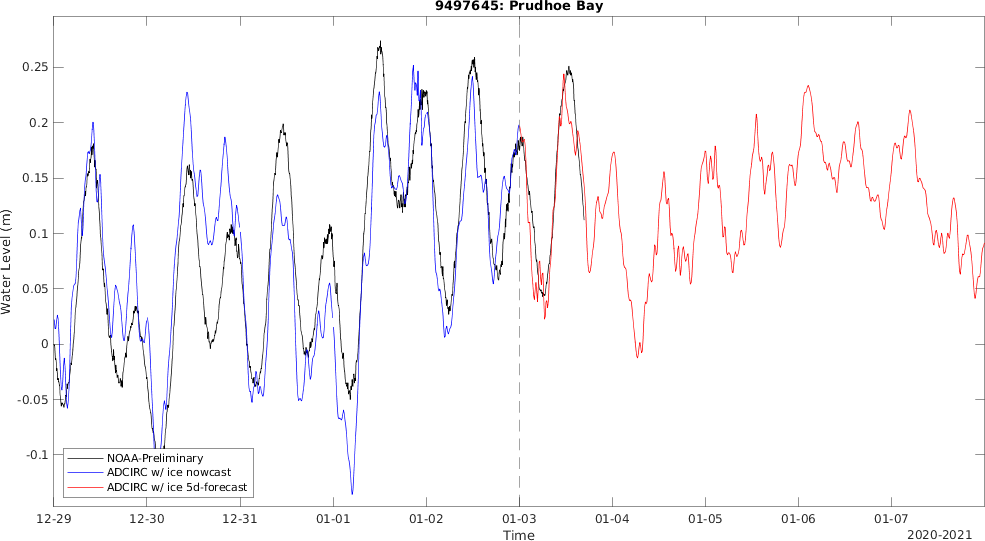 9497645: Prudhoe Bay
Water Level (m)
0.25
0.2
0.15
0.1
0.05
0
-0.05
-0.1
NOAA-Preliminary
ADCIRC w/ ice nowcast
ADCIRC w/ ice 5d-forecast
12-29 12-30 12-31 01-01 01-02 01-03 01-04 01-05 01-06 01-07
Time
2020-2021